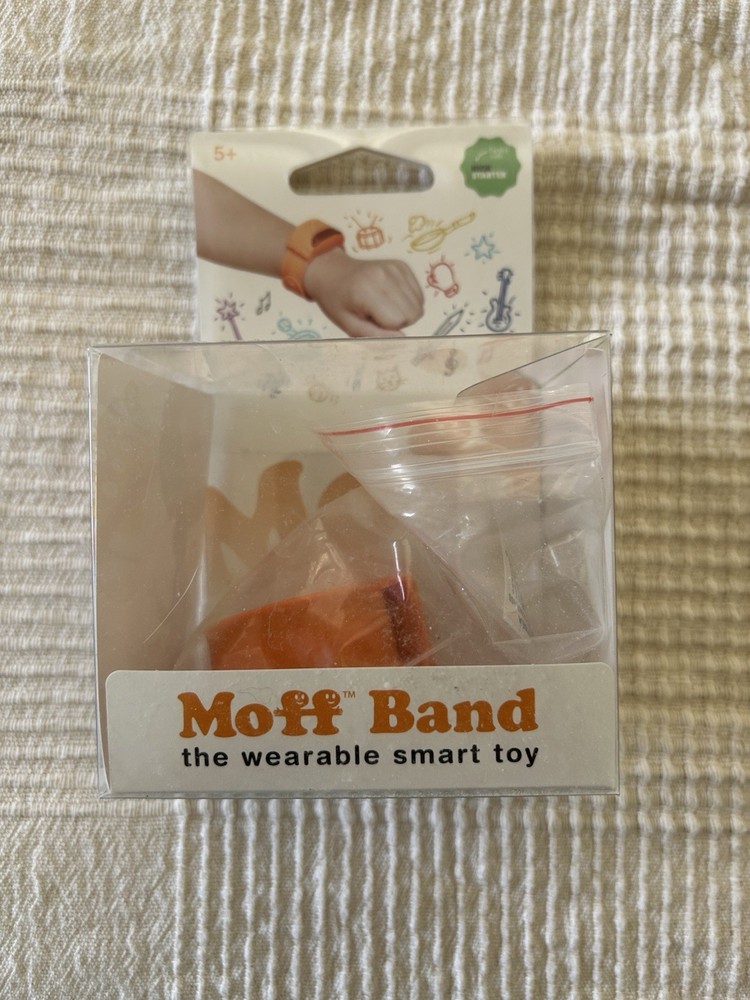 5+
STARTER
Moff™ Band
the wearable smart toy